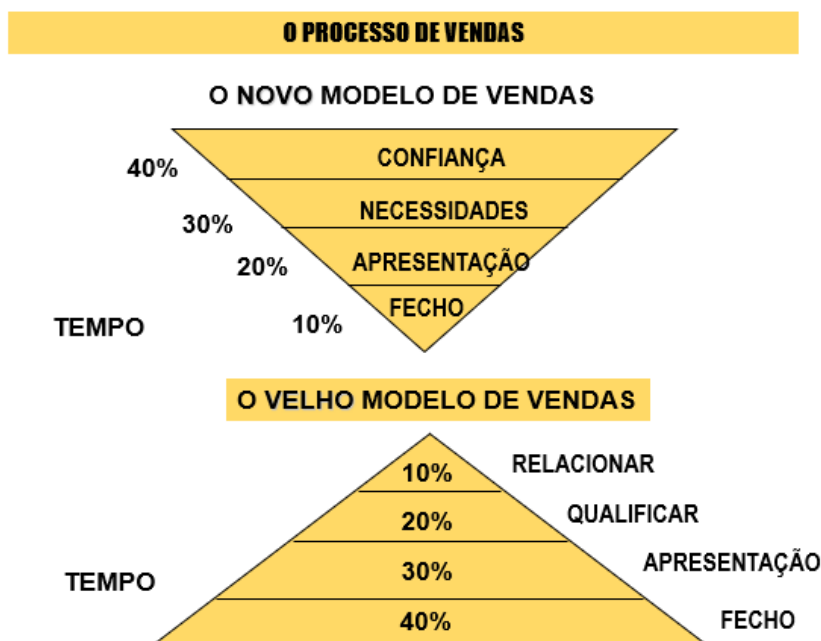 O PROCESSO DE VENDAS
O NOVO MODELO DE VENDAS
40% CONFIANÇA
30% NECESSIDADES
20% APRESENTAÇÃO
TEMPO 10% FECHO
O VELHO MODELO DE VENDAS
10% RELACIONAR
20% QUALIFICAR
30% APRESENTAÇÃO
TEMPO
40% FECHO